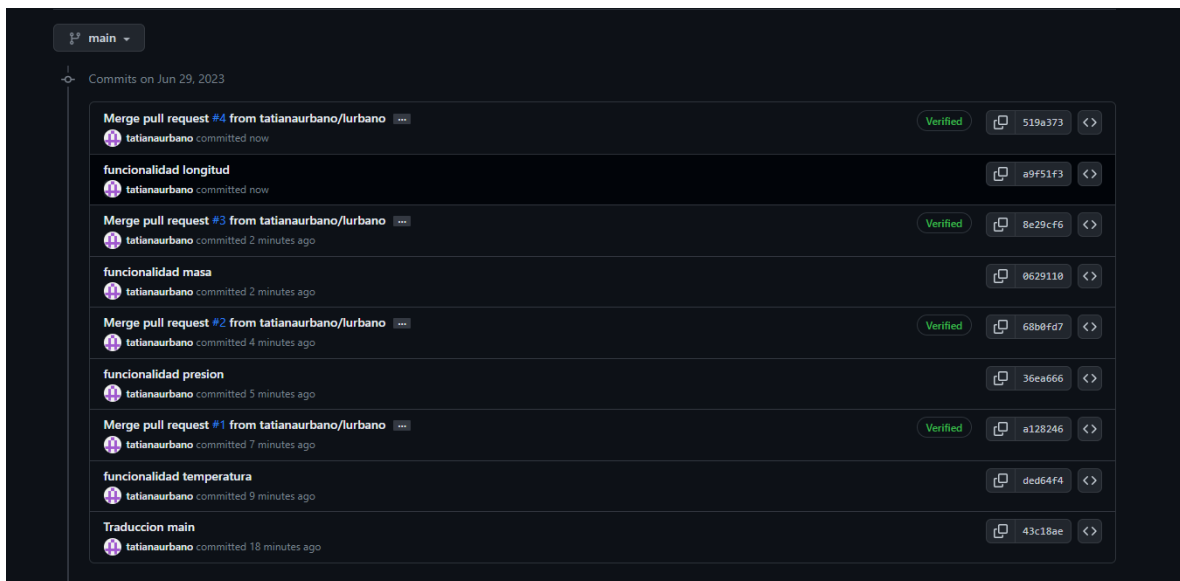 main
Commits on Jun 29, 2023
Merge pull request #4 from tatianaurbano/lurbano ...
Verified
519a373
tatianaurbano committed now
funcionalidad longitud
a9f51f3
tatianaurbano committed now
Merge pull request #3 from tatianaurbano/lurbano ...
Verified
8e29cf6
tatianaurbano committed 2 minutes ago
funcionalidad masa
0629110
tatianaurbano committed 2 minutes ago
Merge pull request #2 from tatianaurbano/lurbano ...
Verified
68b0fd7
tatianaurbano committed 4 minutes ago
funcionalidad presion
36ea666
tatianaurbano committed 5 minutes ago
Merge pull request #1 from tatianaurbano/lurbano ...
Verified
a128246
tatianaurbano committed 7 minutes ago
funcionalidad temperatura
ded64f4
tatianaurbano committed 9 minutes ago
Traduccion main
43c18ae
tatianaurbano committed 18 minutes ago